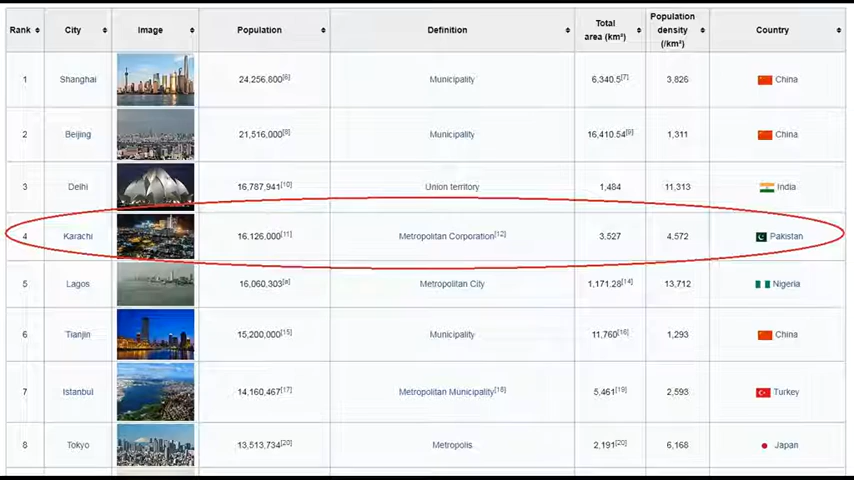 Rank City Image Population Definition Total area (km²) Population density (/km²) Country
1 Shanghai 24,256,800[6] Municipality 6,340.5[7] 3,826 China
2 Beijing 21,516,000[8] Municipality 16,410.54[9] 1,311 China
3 Delhi 16,787,941[10] Union territory 1,484 11,313 India
4 Karachi 16,126,000[11] Metropolitan Corporation[12] 3,527 4,572 Pakistan
5 Lagos 16,060,303[a] Metropolitan City 1,171.28[14] 13,712 Nigeria
6 Tianjin 15,200,000[15] Municipality 11,760[16] 1,293 China
7 Istanbul 14,160,467[17] Metropolitan Municipality[18] 5,461[19] 2,593 Turkey
8 Tokyo 13,513,734[20] Metropolis 2,191[20] 6,168 Japan